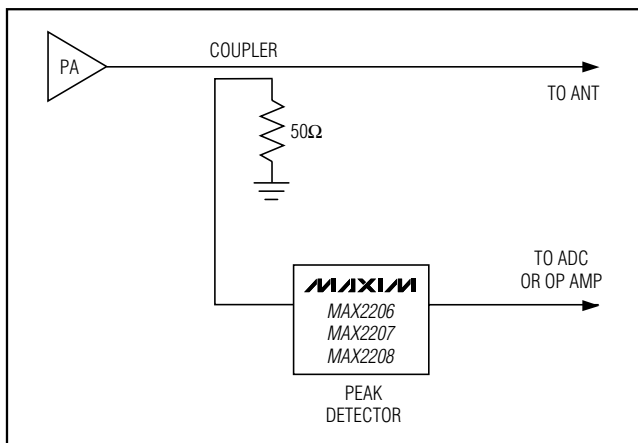 PA
COUPLER
TO ANT
50Ω
TO ADC
OR OP AMP
MAXIM
MAX2206
MAX2207
MAX2208
PEAK
DETECTOR